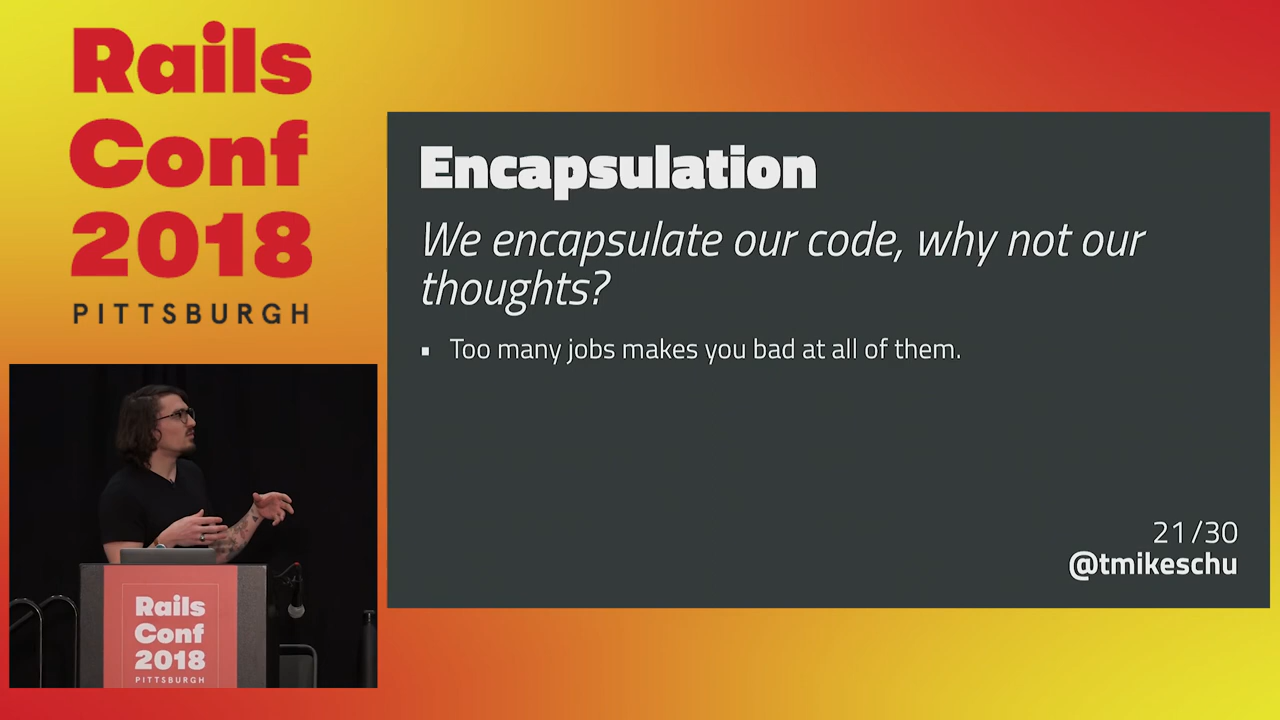 Rails
Conf
2018
PITTSBURGH
Encapsulation
We encapsulate our code, why not our
thoughts?
▪ Too many jobs makes you bad at all of them.
21/30
@tmikeschu
Rails
Conf
2018
PITTSBURGH